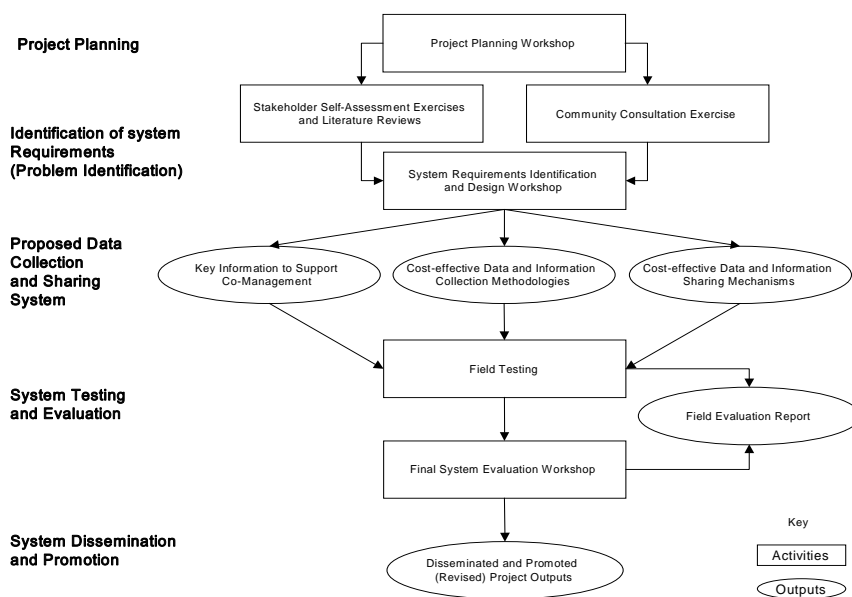 Project Planning
Project Planning Workshop
Stakeholder Self-Assessment Exercises
and Literature Reviews
Community Consultation Exercise
Identification of system
Requirements
(Problem Identification)
System Requirements Identification
and Design Workshop
Proposed Data
Collection
and Sharing
System
Key Information to Support
Co-Management
Cost-effective Data and Information
Collection Methodologies
Cost-effective Data and Information
Sharing Mechanisms
Field Testing
System Testing
and Evaluation
Field Evaluation Report
Final System Evaluation Workshop
System Dissemination
and Promotion
Disseminated and Promoted
(Revised) Project Outputs
Key
Activities
Outputs